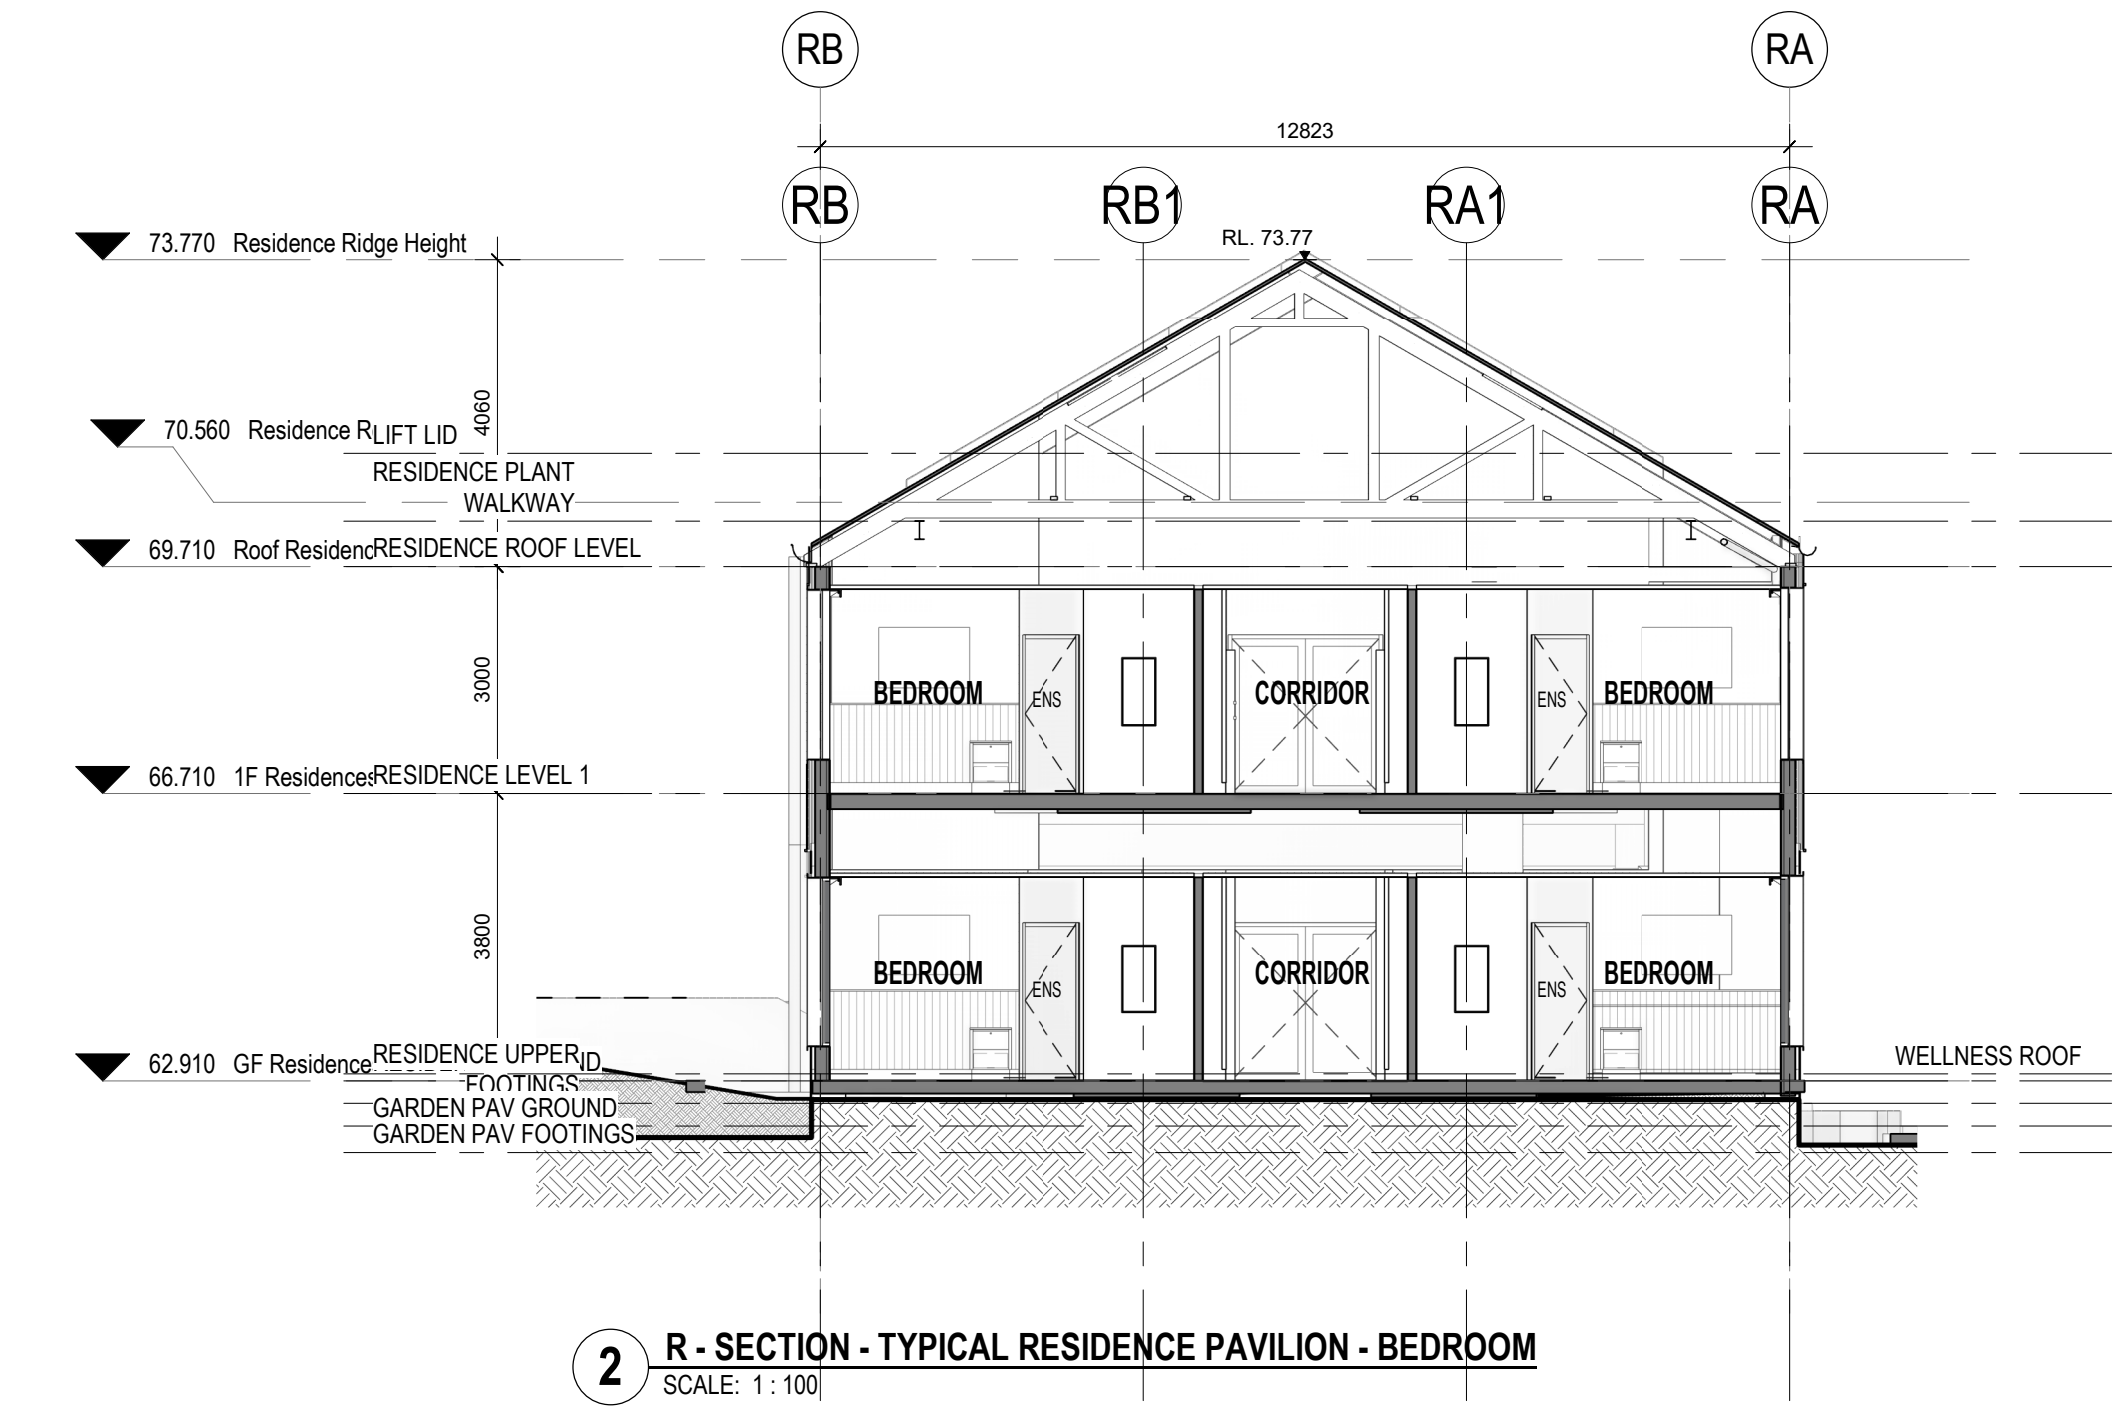 RB RA
12823
RB RB1 RA1 RA
RL. 73.77
73.770 Residence Ridge Height
4060
70.560 Residence R
LIFT LID
RESIDENCE PLANT
WALKWAY
69.710 Roof Residenc
RESIDENCE ROOF LEVEL
3000
BEDROOM ENS CORRIDOR ENS BEDROOM
66.710 1F Residences
RESIDENCE LEVEL 1
3800
BEDROOM ENS CORRIDOR ENS BEDROOM
62.910 GF Residence
RESIDENCE UPPER
FOOTINGS
GARDEN PAV GROUND
GARDEN PAV FOOTINGS
WELLNESS ROOF
2 R - SECTION - TYPICAL RESIDENCE PAVILION - BEDROOM
SCALE: 1 : 100